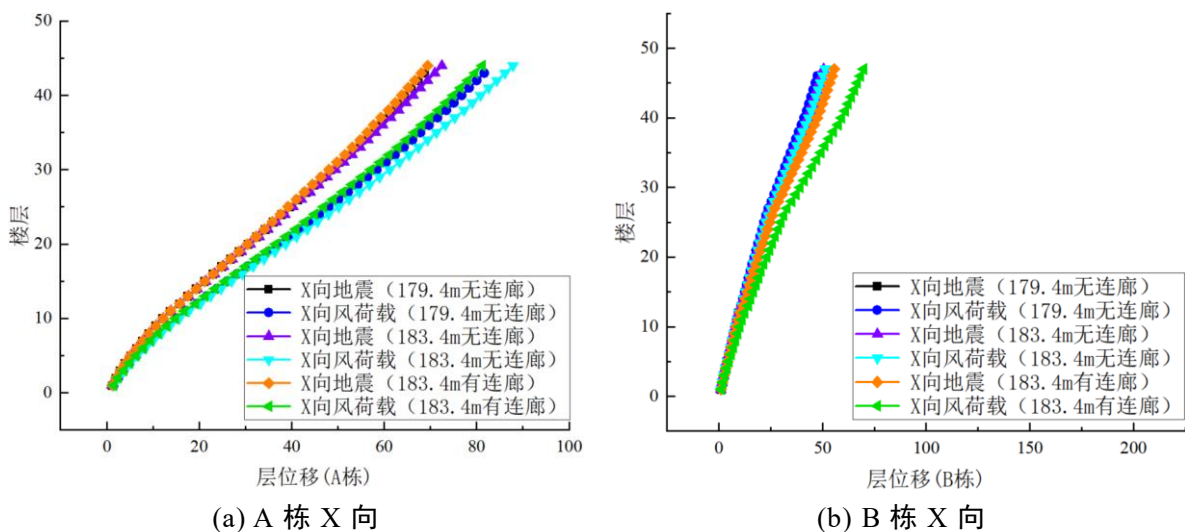 50
40
30
20
10
0
楼层
X向地震（179.4m无连廊）
X向风荷载（179.4m无连廊）
X向地震（183.4m无连廊）
X向风荷载（183.4m无连廊）
X向地震（183.4m有连廊）
X向风荷载（183.4m有连廊）
0 20 40 60 80 100
层位移(A栋)
(a) A 栋 X 向
50
40
30
20
10
0
楼层
X向地震（179.4m无连廊）
X向风荷载（179.4m无连廊）
X向地震（183.4m无连廊）
X向风荷载（183.4m无连廊）
X向地震（183.4m有连廊）
X向风荷载（183.4m有连廊）
0 50 100 150 200
层位移(B栋)
(b) B 栋 X 向